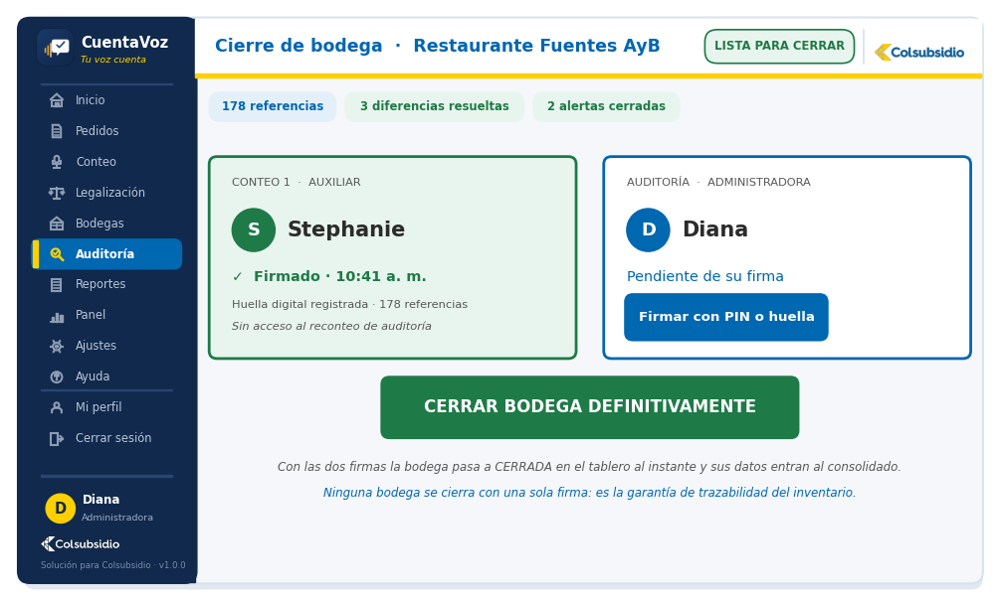 CuentaVoz
Tu voz cuenta
Inicio
Pedidos
Conteo
Legalización
Bodegas
Auditoría
Reportes
Panel
Ajustes
Ayuda
Mi perfil
Cerrar sesión
D
Diana
Administradora
Colsubsidio
Solución para Colsubsidio · v1.0.0
Cierre de bodega · Restaurante Fuentes AyB
LISTA PARA CERRAR
Colsubsidio
178 referencias
3 diferencias resueltas
2 alertas cerradas
CONTEO 1 · AUXILIAR
S
Stephanie
✓ Firmado · 10:41 a. m.
Huella digital registrada · 178 referencias
Sin acceso al reconteo de auditoría
AUDITORÍA · ADMINISTRADORA
D
Diana
Pendiente de su firma
Firmar con PIN o huella
CERRAR BODEGA DEFINITIVAMENTE
Con las dos firmas la bodega pasa a CERRADA en el tablero al instante y sus datos entran al consolidado.
Ninguna bodega se cierra con una sola firma: es la garantía de trazabilidad del inventario.